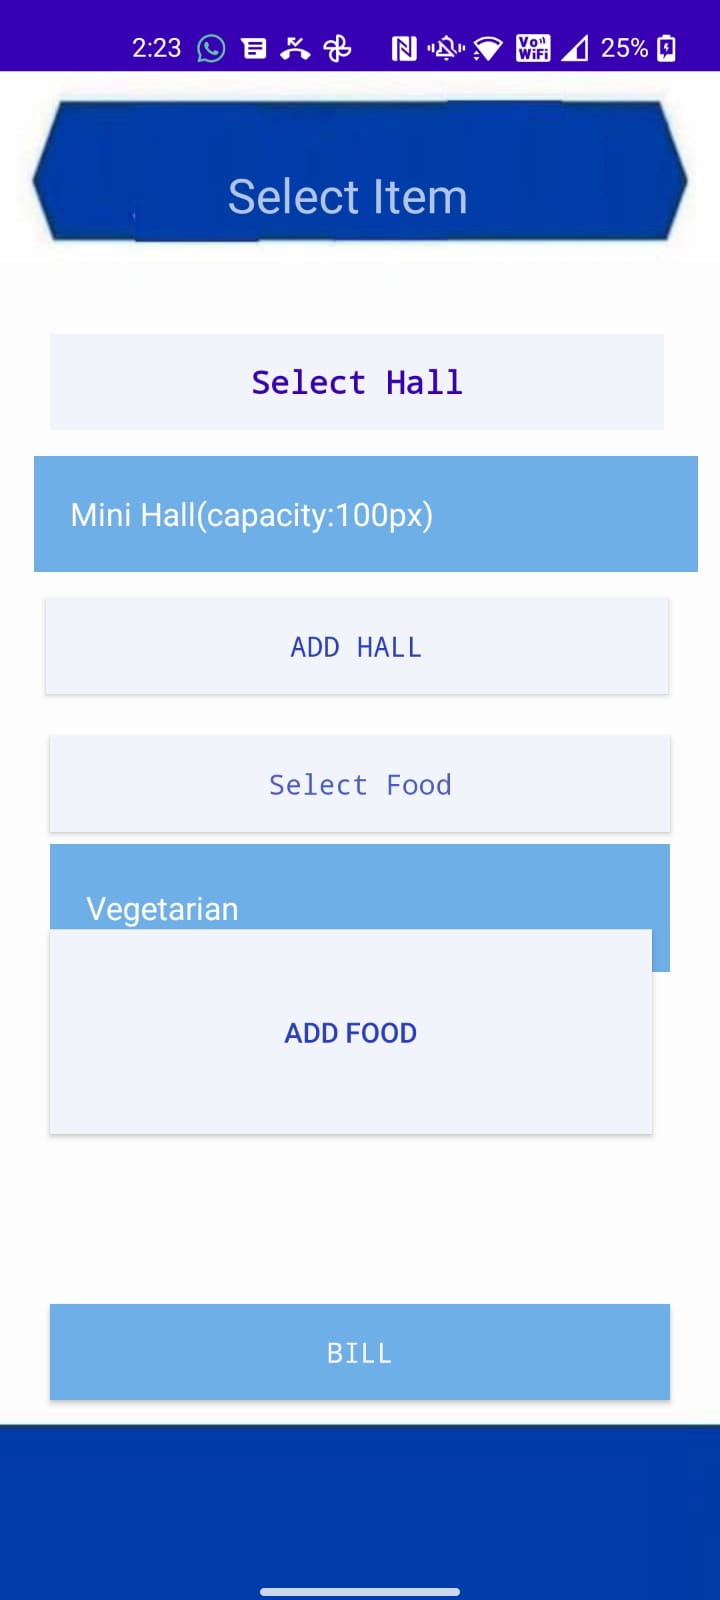 2:23 Vo)) WiFi 25%
Select Item
Select Hall
Mini Hall(capacity:100px)
ADD HALL
Select Food
Vegetarian
ADD FOOD
BILL